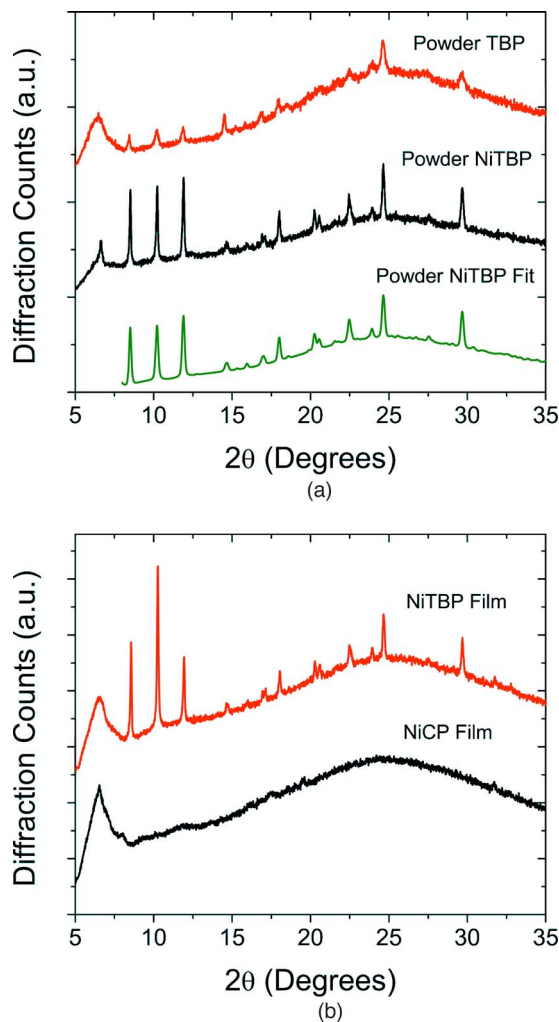 Powder TBP
Powder NiTBP
Powder NiTBP Fit
Diffraction Counts (a.u.)
5 10 15 20 25 30 35
2θ (Degrees)
(a)
NiTBP Film
NiCP Film
Diffraction Counts (a.u.)
5 10 15 20 25 30 35
2θ (Degrees)
(b)